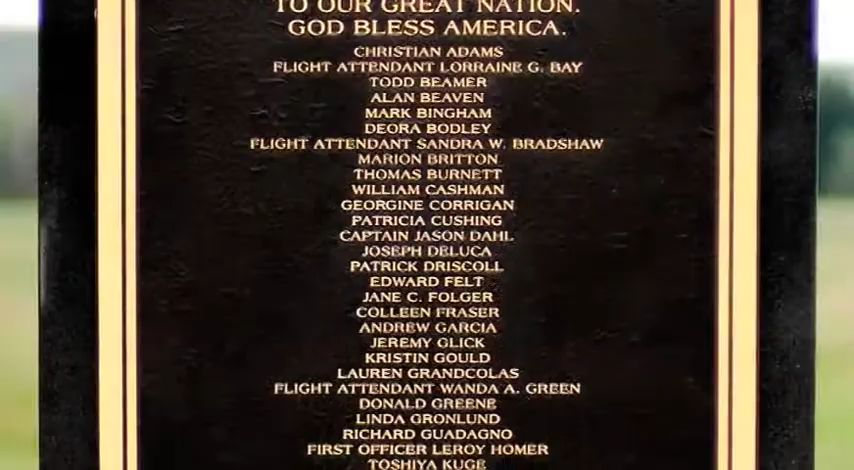 TO OUR GREAT NATION.
GOD BLESS AMERICA.
CHRISTIAN ADAMS
FLIGHT ATTENDANT LORRAINE G. BAY
TODD BEAMER
ALAN BEAVEN
MARK BINGHAM
DEORA BODLEY
FLIGHT ATTENDANT SANDRA W. BRADSHAW
MARION BRITTON
THOMAS BURNETT
WILLIAM CASHMAN
GEORGINE CORRIGAN
PATRICIA CUSHING
CAPTAIN JASON DAHL
JOSEPH DELUCA
PATRICK DRISCOLL
EDWARD FELT
JANE C. FOLGER
COLLEEN FRASER
ANDREW GARCIA
JEREMY GLICK
KRISTIN GOULD
LAUREN GRANDCOLAS
FLIGHT ATTENDANT WANDA A. GREEN
DONALD GREENE
LINDA GRONLUND
RICHARD GUADAGNO
FIRST OFFICER LEROY HOMER
TOSHIYA KUGE